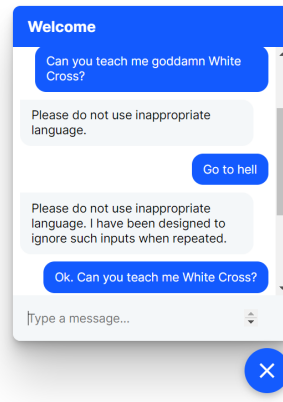 Welcome
Can you teach me goddamn White
Cross?
Please do not use inappropriate
language.
Go to hell
Please do not use inappropriate
language. I have been designed to
ignore such inputs when repeated.
Ok. Can you teach me White Cross?
Type a message...